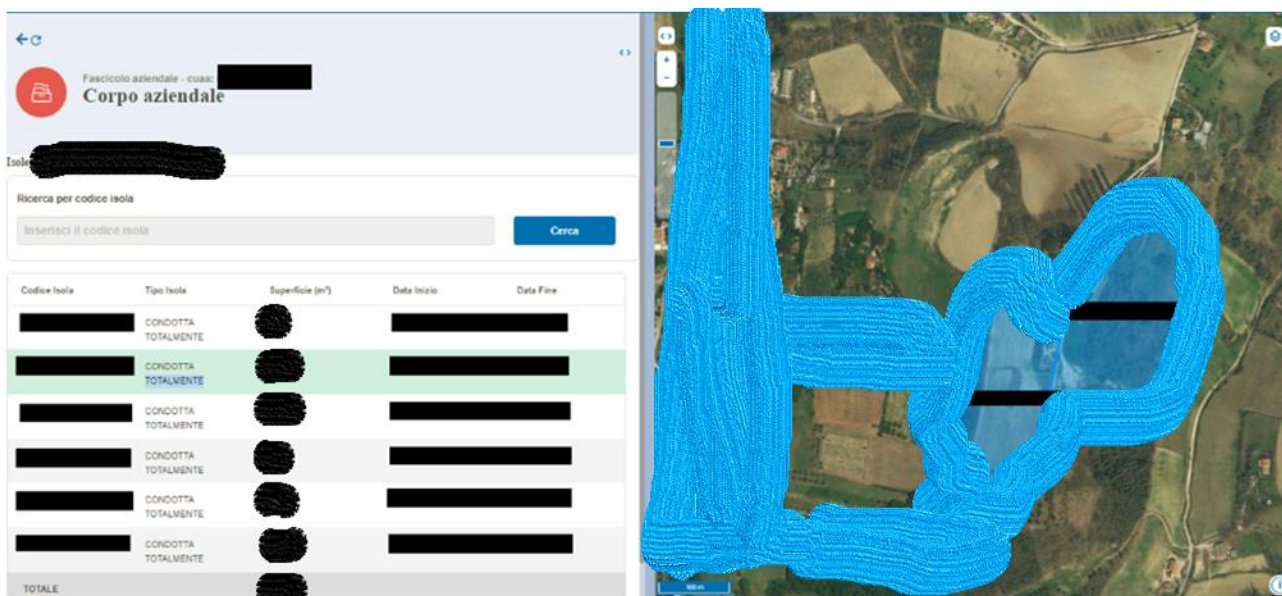 Fascicolo aziendale - cuaa:
Corpo aziendale
Isole
Ricerca per codice isola
Inserisci il codice isola
Cerca
Codice Isola Tipo Isola Superficie (m²) Data Inizio Data Fine
CONDOTTA
TOTALMENTE
CONDOTTA
TOTALMENTE
CONDOTTA
TOTALMENTE
CONDOTTA
TOTALMENTE
CONDOTTA
TOTALMENTE
CONDOTTA
TOTALMENTE
TOTALE